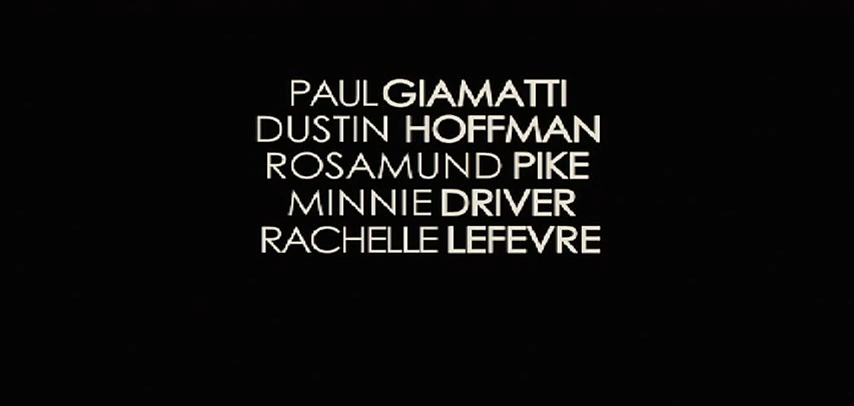 PAUL GIAMATTI
DUSTIN HOFFMAN
ROSAMUND PIKE
MINNIE DRIVER
RACHELLE LEFEVRE